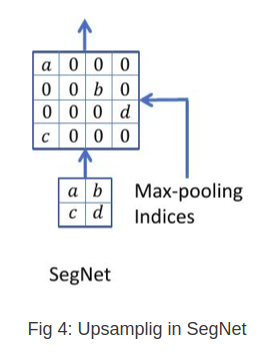 a 0 0 0
0 0 b 0
0 0 0 d
c 0 0 0
a b
c d
Max-pooling
Indices
SegNet
Fig 4: Upsamplig in SegNet